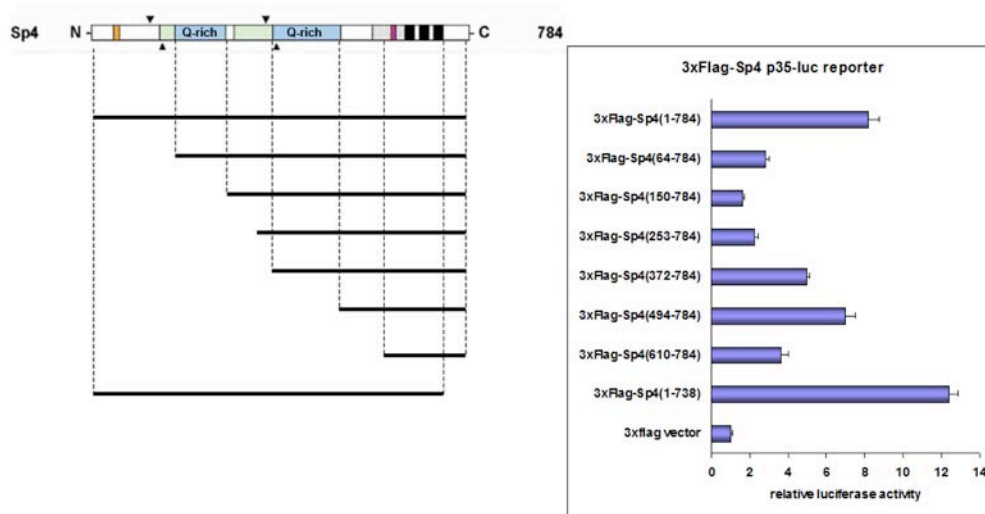 Sp4 N - Q-rich Q-rich - C 784
3xFlag-Sp4 p35-luc reporter
3xFlag-Sp4(1-784)
3xFlag-Sp4(64-784)
3xFlag-Sp4(150-784)
3xFlag-Sp4(253-784)
3xFlag-Sp4(372-784)
3xFlag-Sp4(494-784)
3xFlag-Sp4(610-784)
3xFlag-Sp4(1-738)
3xflag vector
0 2 4 6 8 10 12 14
relative luciferase activity